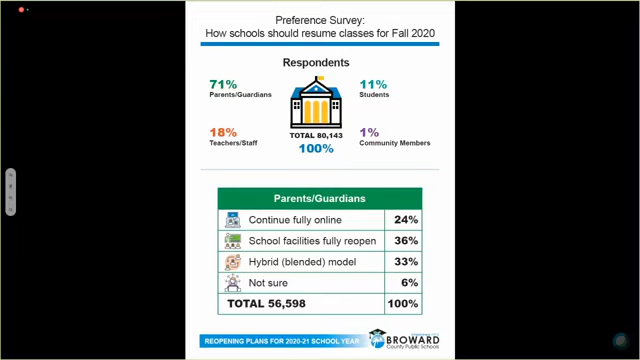 Preference Survey:
How schools should resume classes for Fall 2020
Respondents
71%
Parents/Guardians
11%
Students
18%
Teachers/Staff
TOTAL 80,143
100%
1%
Community Members
Parents/Guardians
Continue fully online 24%
School facilities fully reopen 36%
Hybrid (blended) model 33%
Not sure 6%
TOTAL 56,598 100%
REOPENING PLANS FOR 2020-21 SCHOOL YEAR
BROWARD
County Public Schools